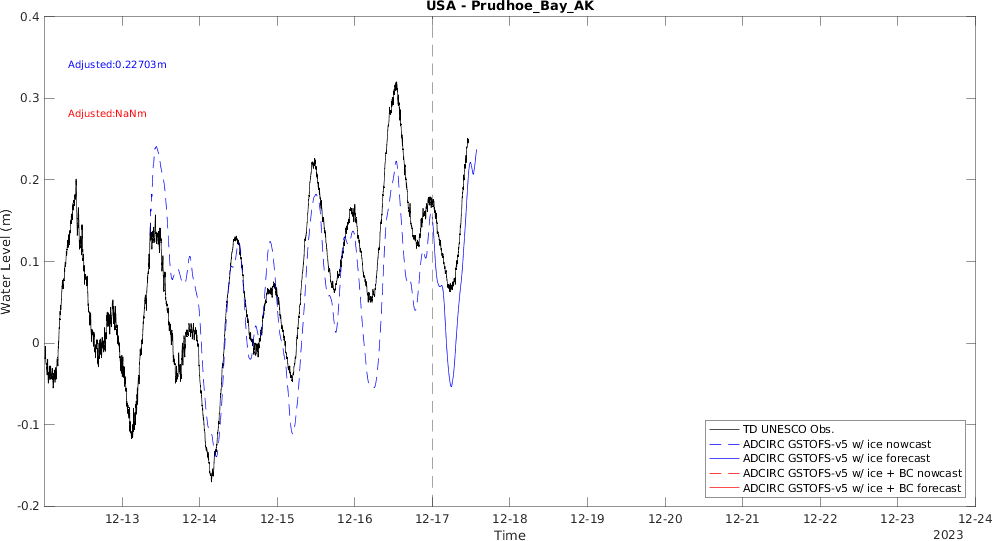 USA - Prudhoe_Bay_AK
0.4
Adjusted:0.22703m
0.3
Adjusted:NaNm
0.2
Water Level (m)
0.1
0
-0.1
TD UNESCO Obs.
ADCIRC GSTOFS-v5 w/ ice nowcast
ADCIRC GSTOFS-v5 w/ ice forecast
ADCIRC GSTOFS-v5 w/ ice + BC nowcast
ADCIRC GSTOFS-v5 w/ ice + BC forecast
-0.2
12-13 12-14 12-15 12-16 12-17 12-18 12-19 12-20 12-21 12-22 12-23 12-24
Time
2023